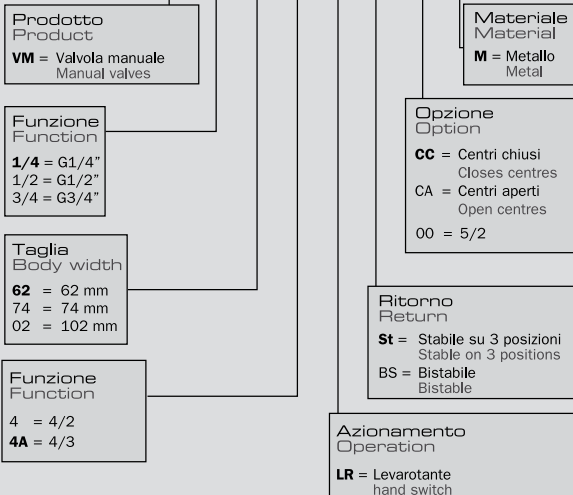 Prodotto
Product
VM = Valvola manuale
Manual valves
Funzione
Function
1/4 = G1/4”
1/2 = G1/2”
3/4 = G3/4”
Taglia
Body width
62 = 62 mm
74 = 74 mm
02 = 102 mm
Funzione
Function
4 = 4/2
4A = 4/3
Materiale
Material
M = Metallo
Metal
Opzione
Option
CC = Centri chiusi
Closes centres
CA = Centri aperti
Open centres
00 = 5/2
Ritorno
Return
St = Stabile su 3 posizioni
Stable on 3 positions
BS = Bistabile
Bistable
Azionamento
Operation
LR = Levarotante
hand switch